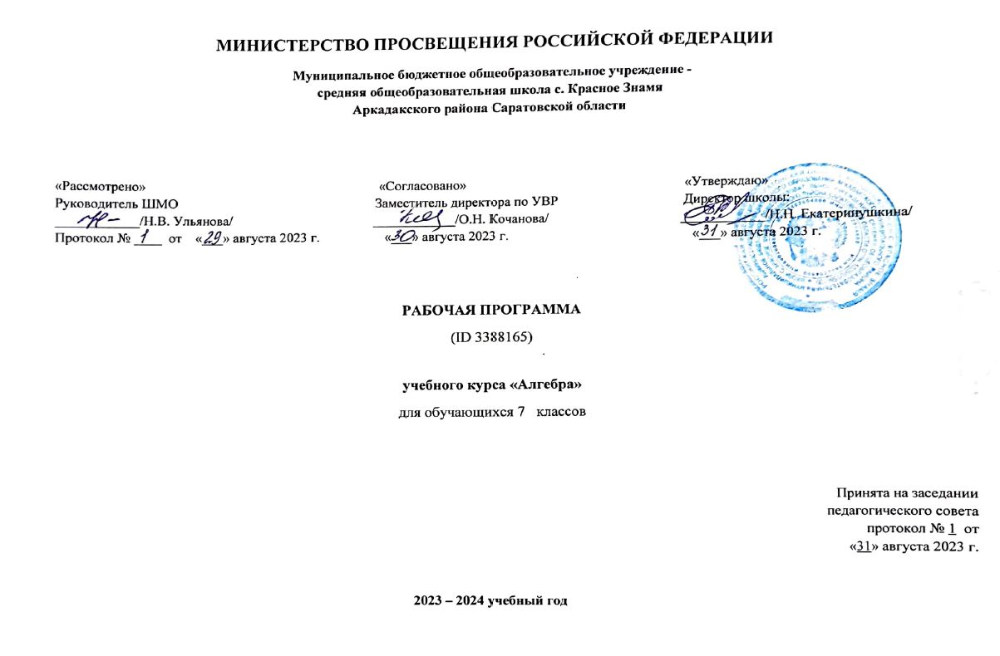 МИНИСТЕРСТВО ПРОСВЕЩЕНИЯ РОССИЙСКОЙ ФЕДЕРАЦИИ
Муниципальное бюджетное общеобразовательное учреждение -
средняя общеобразовательная школа с. Красное Знамя
Аркадакского района Саратовской области
«Рассмотрено»
Руководитель ШМО
____________/Н.В. Ульянова/
Протокол № 1 от «29» августа 2023 г.
«Согласовано»
Заместитель директора по УВР
____________/О.Н. Кочанова/
«30» августа 2023 г.
«Утверждаю»
Директор школы:
____________/Н.Н. Екатеринушкина/
«31» августа 2023 г.
РАБОЧАЯ ПРОГРАММА
(ID 3388165)
учебного курса «Алгебра»
для обучающихся 7 классов
Принята на заседании
педагогического совета
протокол № 1 от
«31» августа 2023 г.
2023 – 2024 учебный год